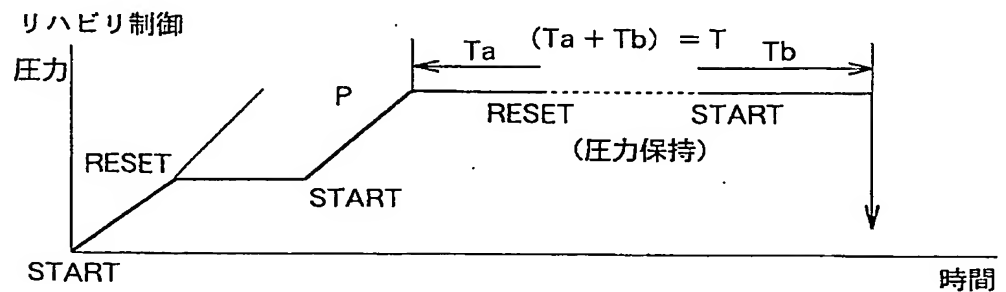 リハビリ制御
圧力
Ta (Ta + Tb) = T Tb
P
RESET START
(圧力保持)
RESET
START
START
時間